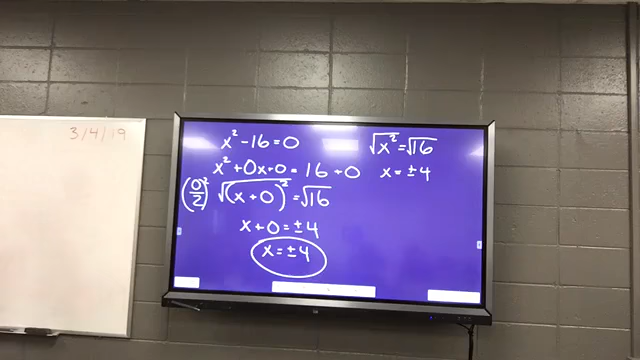 3/4/19
x² - 16 = 0
x² + 0x + 0 = 16 + 0
(0/2)² √(x + 0)² = √16
x + 0 = ± 4
x = ± 4
√x² = √16
x = ± 4